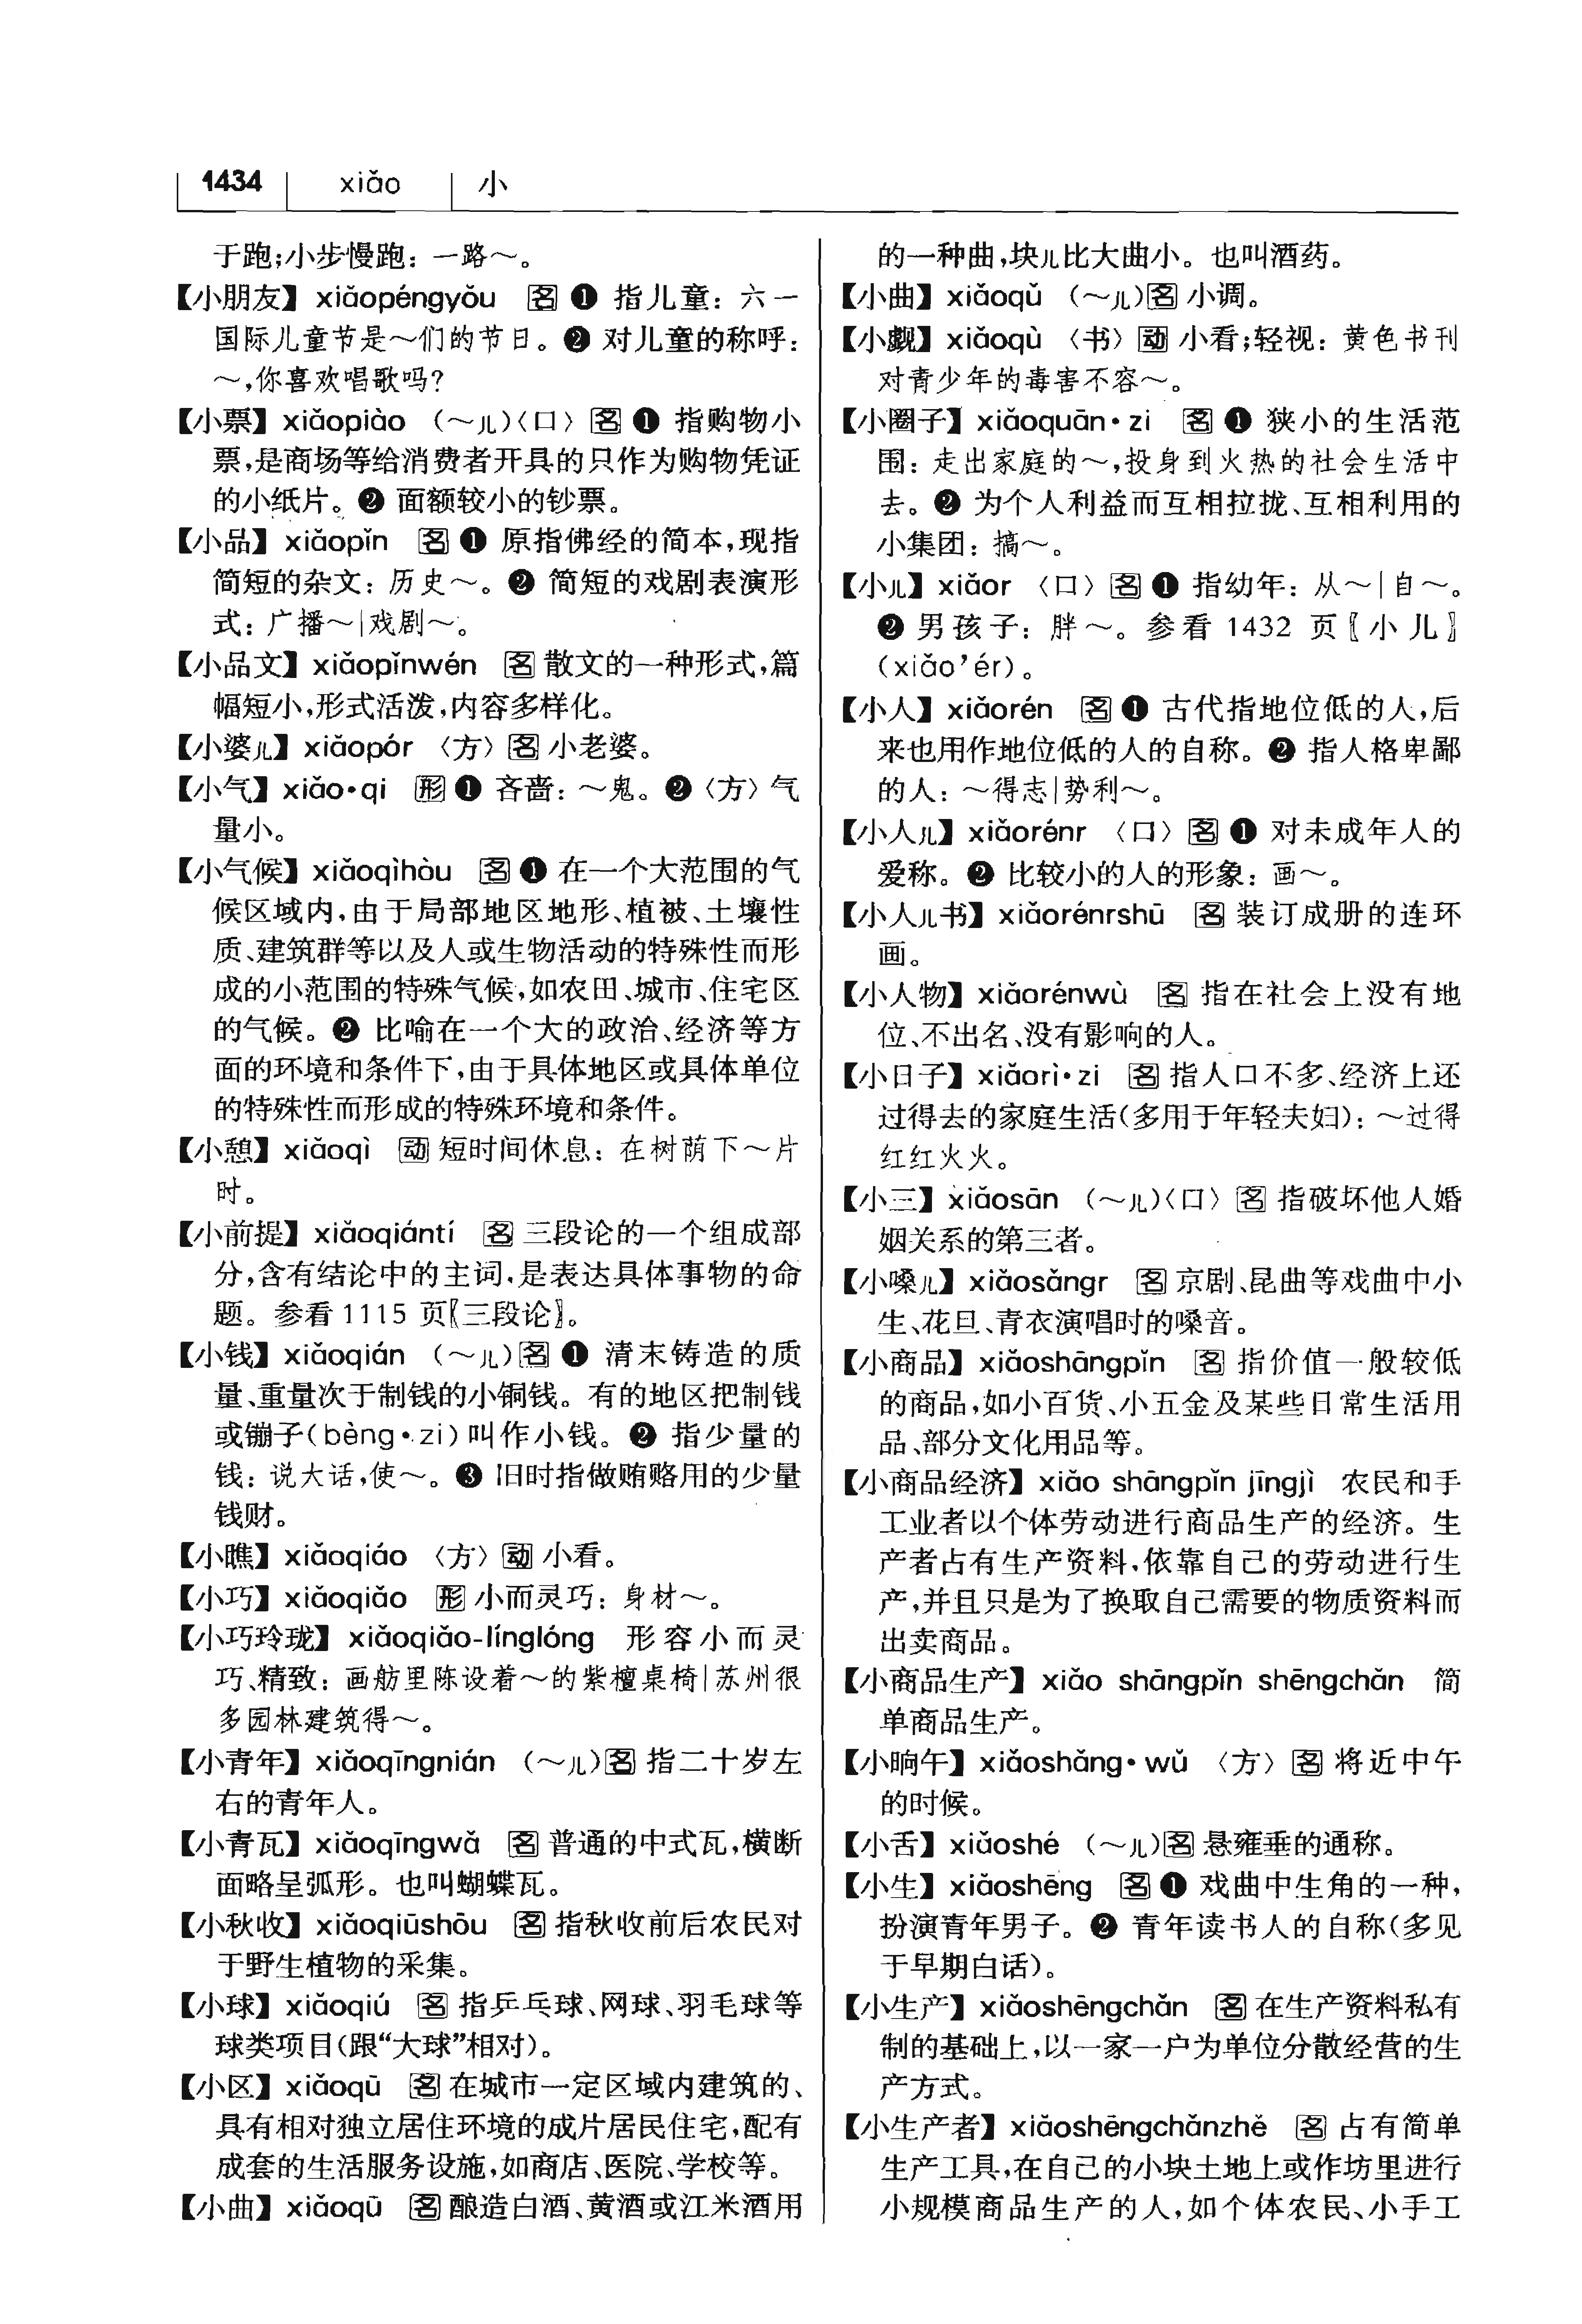 1434 xiǎo 小
于跑;小步慢跑：一路～。
【小朋友】 xiǎopéngyǒu 名 ❶ 指儿童：六一
国际儿童节是～们的节日。❷ 对儿童的称呼：
～,你喜欢唱歌吗?
【小票】 xiǎopiào （～儿）〈口〉名 ❶ 指购物小
票,是商场等给消费者开具的只作为购物凭证
的小纸片。❷ 面额较小的钞票。
【小品】 xiǎopǐn 名 ❶ 原指佛经的简本,现指
简短的杂文：历史～。❷ 简短的戏剧表演形
式：广播～|戏剧～。
【小品文】 xiǎopǐnwén 名 散文的一种形式,篇
幅短小,形式活泼,内容多样化。
【小婆儿】 xiǎopór 〈方〉名 小老婆。
【小气】 xiǎo•qi 形 ❶ 吝啬：～鬼。❷〈方〉气
量小。
【小气候】 xiǎoqìhòu 名 ❶ 在一个大范围的气
候区域内,由于局部地区地形、植被、土壤性
质、建筑群等以及人或生物活动的特殊性而形
成的小范围的特殊气候,如农田、城市、住宅区
的气候。❷ 比喻在一个大的政治、经济等方
面的环境和条件下,由于具体地区或具体单位
的特殊性而形成的特殊环境和条件。
【小憩】 xiǎoqì 动 短时间休息：在树荫下～片
时。
【小前提】 xiǎoqiántí 名 三段论的一个组成部
分,含有结论中的主词,是表达具体事物的命
题。参看1115 页〖三段论〗。
【小钱】 xiǎoqián （～儿）名 ❶ 清末铸造的质
量、重量次于制钱的小铜钱。有的地区把制钱
或镚子（bèng•zi）叫作小钱。❷ 指少量的
钱：说大话,使～。❸ 旧时指做贿赂用的少量
钱财。
【小瞧】 xiǎoqiáo 〈方〉动 小看。
【小巧】 xiǎoqiǎo 形 小而灵巧：身材～。
【小巧玲珑】 xiǎoqiǎo-línglóng 形容小而灵
巧、精致：画舫里陈设着～的紫檀桌椅|苏州很
多园林建筑得～。
【小青年】 xiǎoqīngnián （～儿）名 指二十岁左
右的青年人。
【小青瓦】 xiǎoqīngwǎ 名 普通的中式瓦,横断
面略呈弧形。也叫蝴蝶瓦。
【小秋收】 xiǎoqiūshōu 名 指秋收前后农民对
于野生植物的采集。
【小球】 xiǎoqiú 名 指乒乓球、网球、羽毛球等
球类项目（跟“大球”相对）。
【小区】 xiǎoqū 名 在城市一定区域内建筑的、
具有相对独立居住环境的成片居民住宅,配有
成套的生活服务设施,如商店、医院、学校等。
【小曲】 xiǎoqū 名 酿造白酒、黄酒或江米酒用
的一种曲,块儿比大曲小。也叫酒药。
【小曲】 xiǎoqǔ （～儿）名 小调。
【小觑】 xiǎoqù 〈书〉动 小看;轻视：黄色书刊
对青少年的毒害不容～。
【小圈子】 xiǎoquān•zi 名 ❶ 狭小的生活范
围：走出家庭的～,投身到火热的社会生活中
去。❷ 为个人利益而互相拉拢、互相利用的
小集团：搞～。
【小儿】 xiǎor 〈口〉名 ❶ 指幼年：从～|自～。
❷ 男孩子：胖～。参看 1432 页〖小儿〗
（xiǎo’ér）。
【小人】 xiǎorén 名 ❶ 古代指地位低的人,后
来也用作地位低的人的自称。❷ 指人格卑鄙
的人：～得志|势利～。
【小人儿】 xiǎorénr 〈口〉名 ❶ 对未成年人的
爱称。❷ 比较小的人的形象：画～。
【小人儿书】 xiǎorénrshū 名 装订成册的连环
画。
【小人物】 xiǎorénwù 名 指在社会上没有地
位、不出名、没有影响的人。
【小日子】 xiǎorì•zi 名 指人口不多、经济上还
过得去的家庭生活（多用于年轻夫妇）：～过得
红红火火。
【小三】 xiǎosān （～儿）〈口〉名 指破坏他人婚
姻关系的第三者。
【小嗓儿】 xiǎosǎngr 名 京剧、昆曲等戏曲中小
生、花旦、青衣演唱时的嗓音。
【小商品】 xiǎoshāngpǐn 名 指价值一般较低
的商品,如小百货、小五金及某些日常生活用
品、部分文化用品等。
【小商品经济】 xiǎo shāngpǐn jīngjì 农民和手
工业者以个体劳动进行商品生产的经济。生
产者占有生产资料,依靠自己的劳动进行生
产,并且只是为了换取自己需要的物质资料而
出卖商品。
【小商品生产】 xiǎo shāngpǐn shēngchǎn 简
单商品生产。
【小晌午】 xiǎoshǎng•wǔ 〈方〉名 将近中午
的时候。
【小舌】 xiǎoshé （～儿）名 悬雍垂的通称。
【小生】 xiǎoshēng 名 ❶ 戏曲中生角的一种,
扮演青年男子。❷ 青年读书人的自称（多见
于早期白话）。
【小生产】 xiǎoshēngchǎn 名 在生产资料私有
制的基础上,以一家一户为单位分散经营的生
产方式。
【小生产者】 xiǎoshēngchǎnzhě 名 占有简单
生产工具,在自己的小块土地上或作坊里进行
小规模商品生产的人,如个体农民、小手工